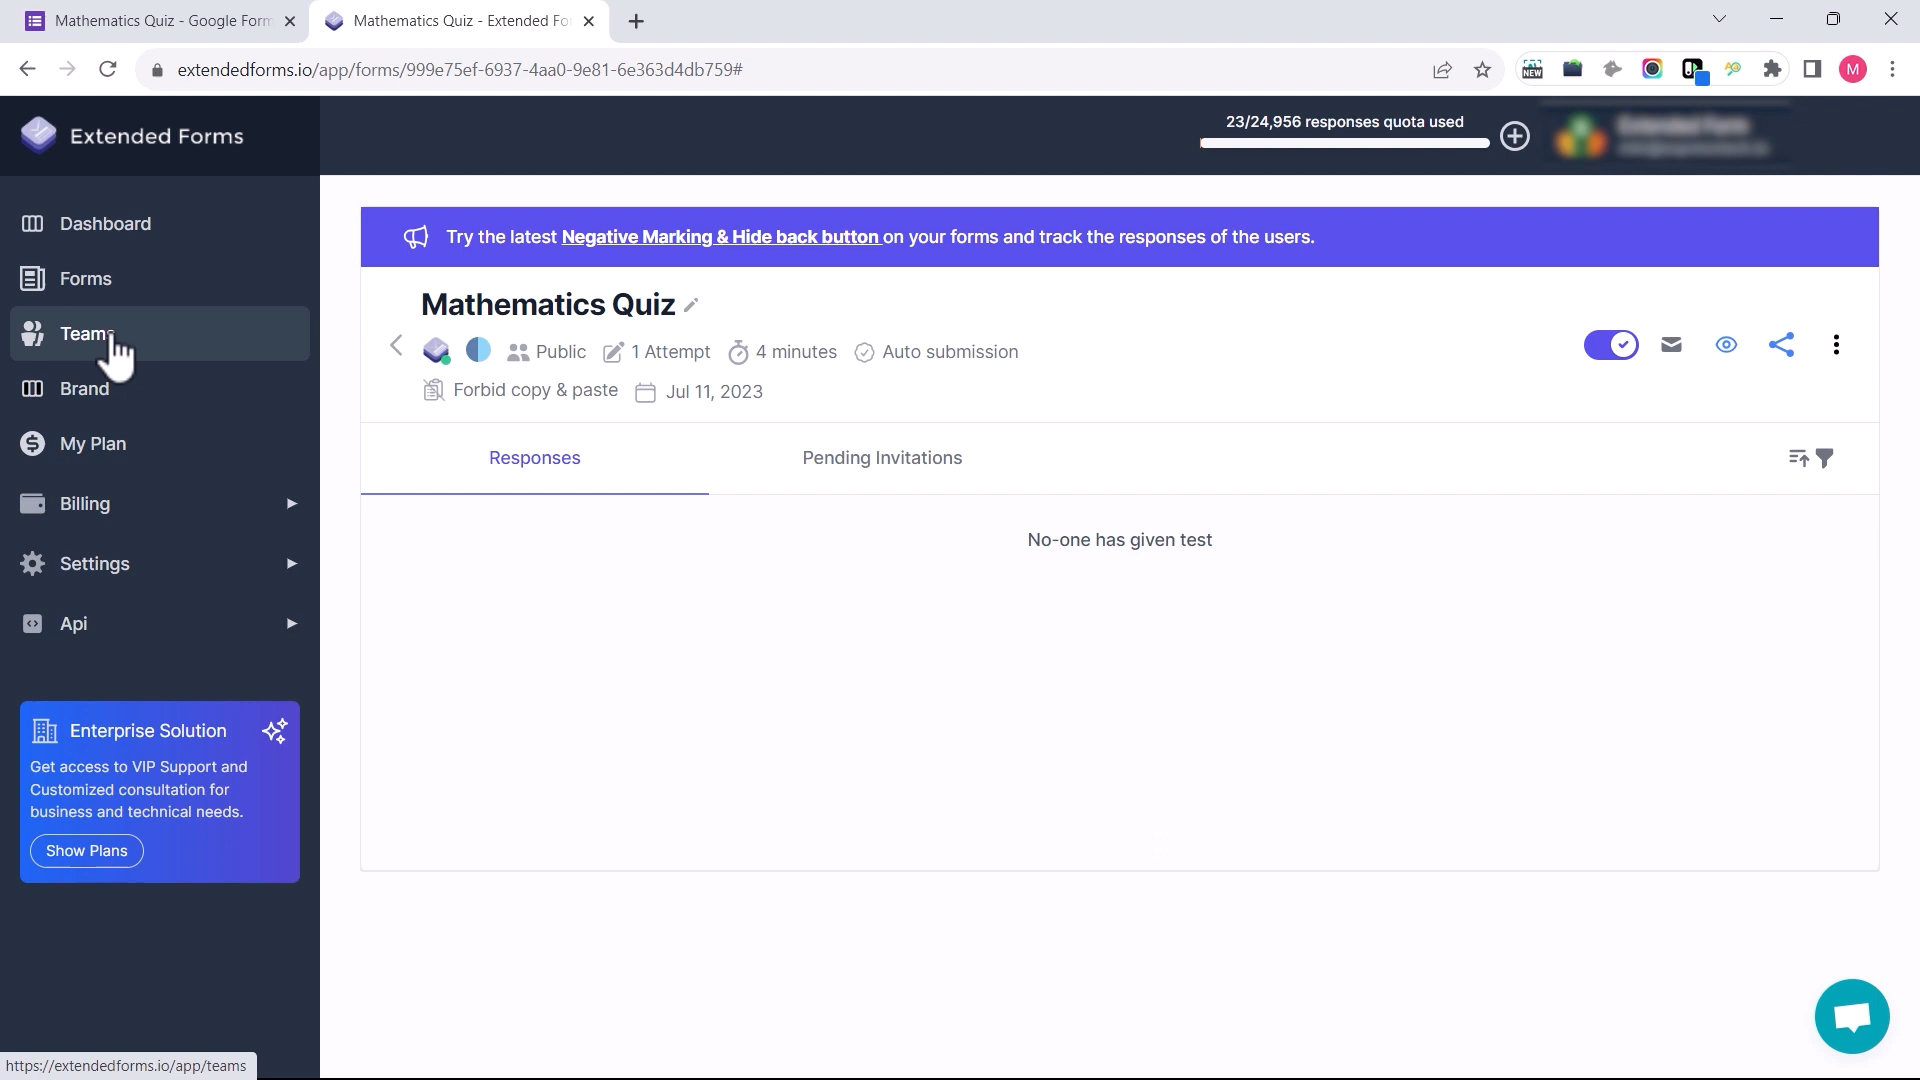 Mathematics Quiz - Google Form
Mathematics Quiz - Extended Fo
extendedforms.io/app/forms/999e75ef-6937-4aa0-9e81-6e363d4db759#
NEW
M
Extended Forms
23/24,956 responses quota used
Dashboard
Forms
Teams
Brand
My Plan
Billing
Settings
Api
Enterprise Solution
Get access to VIP Support and
Customized consultation for
business and technical needs.
Show Plans
Try the latest Negative Marking & Hide back button on your forms and track the responses of the users.
Mathematics Quiz
Public 1 Attempt 4 minutes Auto submission
Forbid copy & paste Jul 11, 2023
Responses Pending Invitations
No-one has given test
https://extendedforms.io/app/teams